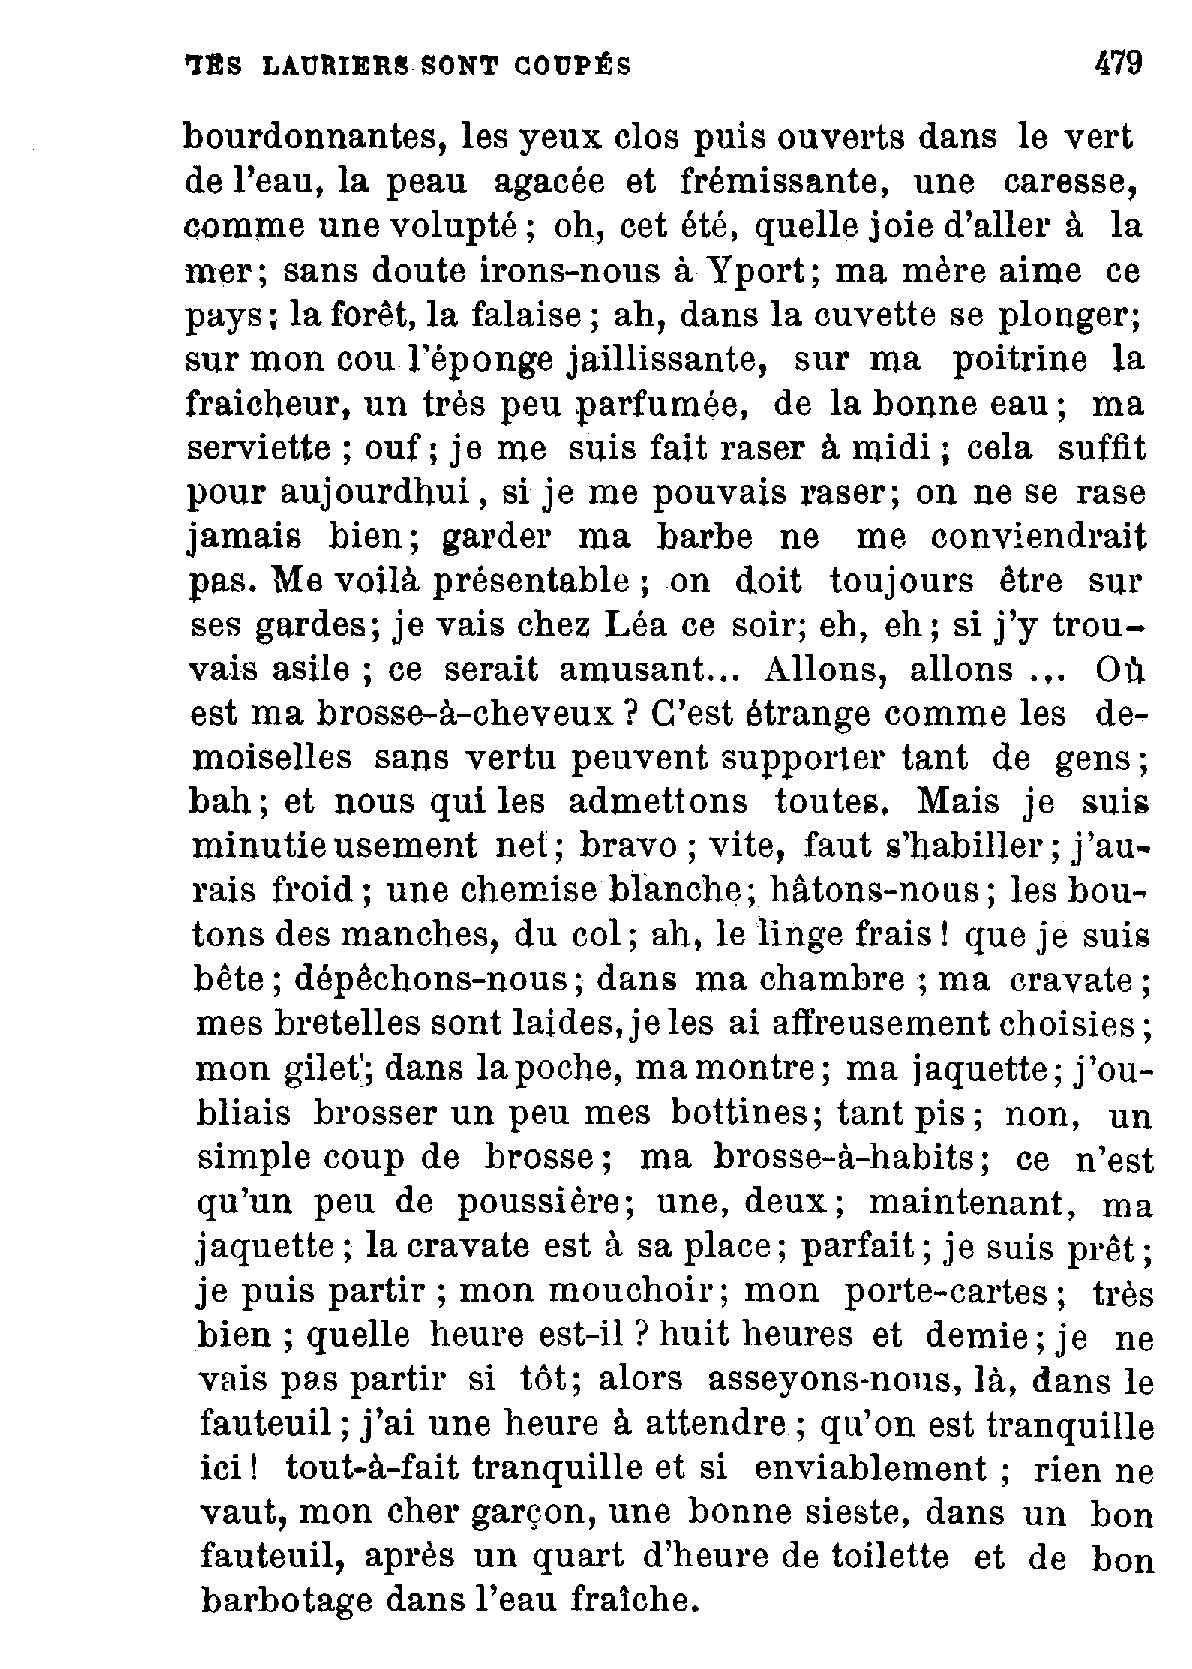 LES LAURIERS SONT COUPÉS 479
bourdonnantes, les yeux clos puis ouverts dans le vert
de l'eau, la peau agacée et frémissante, une caresse,
comme une volupté ; oh, cet été, quelle joie d'aller à la
mer; sans doute irons-nous à Yport; ma mère aime ce
pays; la forêt, la falaise ; ah, dans la cuvette se plonger;
sur mon cou l'éponge jaillissante, sur ma poitrine la
fraicheur, un très peu parfumée, de la bonne eau ; ma
serviette ; ouf ; je me suis fait raser à midi ; cela suffit
pour aujourdhui, si je me pouvais raser; on ne se rase
jamais bien; garder ma barbe ne me conviendrait
pas. Me voilà présentable ; on doit toujours être sur
ses gardes; je vais chez Léa ce soir; eh, eh ; si j'y trou-
vais asile ; ce serait amusant... Allons, allons ... Où
est ma brosse-à-cheveux ? C'est étrange comme les de-
moiselles sans vertu peuvent supporter tant de gens ;
bah ; et nous qui les admettons toutes. Mais je suis
minutieusement net ; bravo ; vite, faut s'habiller ; j'au-
rais froid ; une chemise blanche; hâtons-nous ; les bou-
tons des manches, du col ; ah, le linge frais ! que je suis
bête ; dépêchons-nous ; dans ma chambre ; ma cravate ;
mes bretelles sont laides, je les ai affreusement choisies ;
mon gilet; dans la poche, ma montre; ma jaquette; j'ou-
bliais brosser un peu mes bottines; tant pis ; non, un
simple coup de brosse ; ma brosse-à-habits; ce n'est
qu'un peu de poussière; une, deux ; maintenant, ma
jaquette ; la cravate est à sa place; parfait ; je suis prêt ;
je puis partir ; mon mouchoir; mon porte-cartes ; très
bien ; quelle heure est-il ? huit heures et demie ; je ne
vais pas partir si tôt; alors asseyons-nous, là, dans le
fauteuil ; j'ai une heure à attendre ; qu'on est tranquille
ici ! tout-à-fait tranquille et si enviablement ; rien ne
vaut, mon cher garçon, une bonne sieste, dans un bon
fauteuil, après un quart d'heure de toilette et de bon
barbotage dans l'eau fraîche.